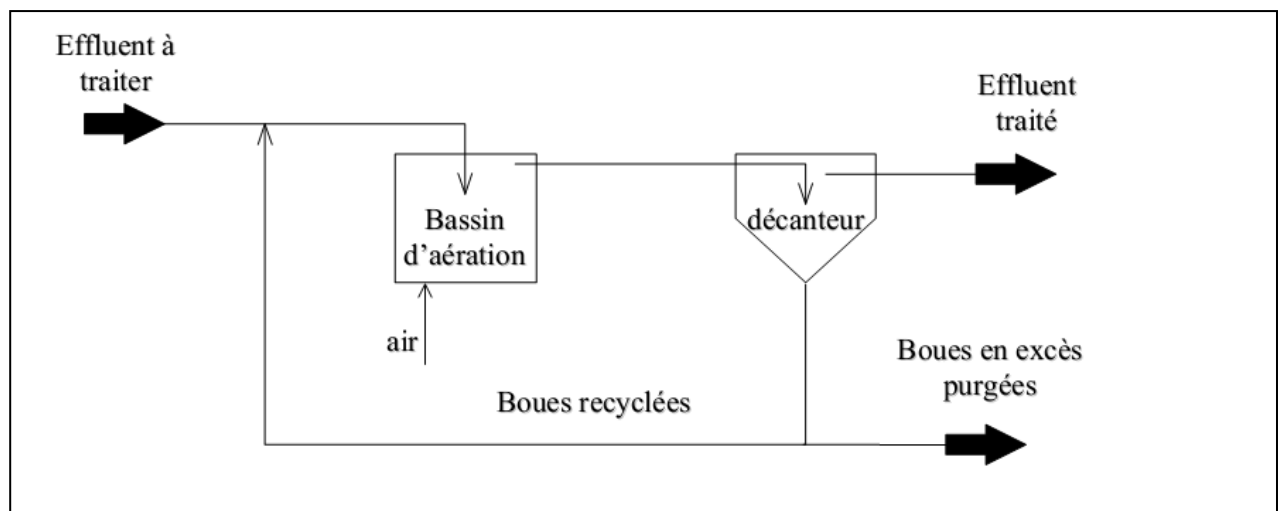 Effluent à
traiter
Effluent
traité
Bassin
d’aération
décanteur
air
Boues en excès
purgées
Boues recyclées